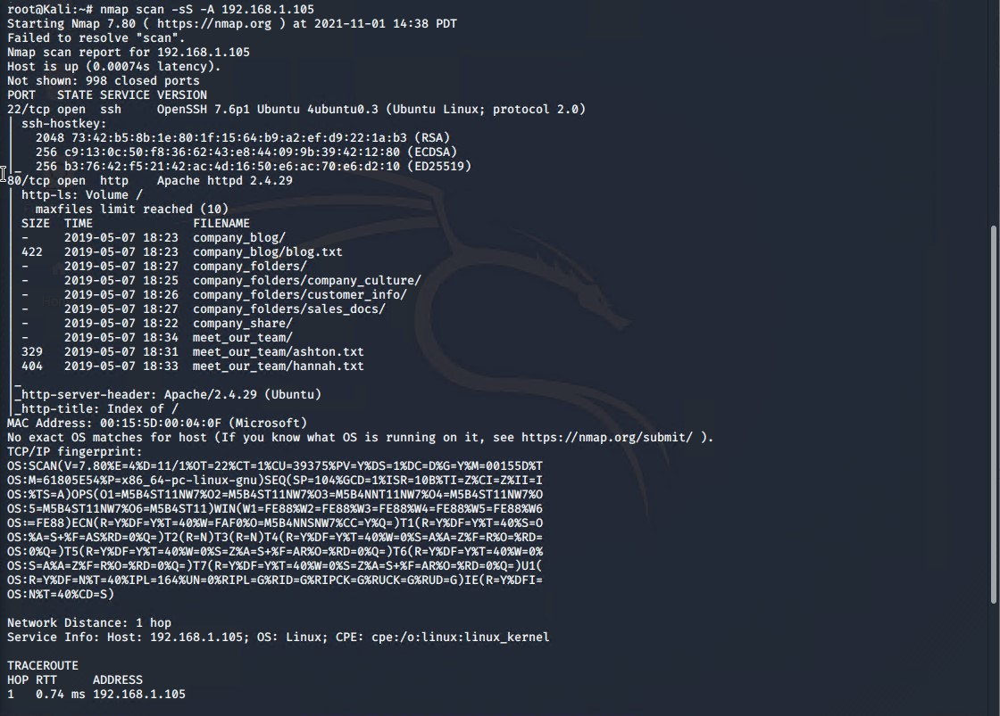 root@Kali:~# nmap scan -sS -A 192.168.1.105
Starting Nmap 7.80 ( https://nmap.org ) at 2021-11-01 14:38 PDT
Failed to resolve "scan".
Nmap scan report for 192.168.1.105
Host is up (0.00074s latency).
Not shown: 998 closed ports
PORT   STATE SERVICE VERSION
22/tcp open  ssh     OpenSSH 7.6p1 Ubuntu 4ubuntu0.3 (Ubuntu Linux; protocol 2.0)
| ssh-hostkey:
|   2048 73:42:b5:8b:1e:80:1f:15:64:b9:a2:ef:d9:22:1a:b3 (RSA)
|   256 c9:13:0c:50:f8:36:62:43:e8:44:09:9b:39:42:12:80 (ECDSA)
|_  256 b3:76:42:f5:21:42:ac:4d:16:50:e6:ac:70:e6:d2:10 (ED25519)
80/tcp open  http    Apache httpd 2.4.29
| http-ls: Volume /
|   maxfiles limit reached (10)
| SIZE  TIME              FILENAME
| -     2019-05-07 18:23  company_blog/
| 422   2019-05-07 18:23  company_blog/blog.txt
| -     2019-05-07 18:27  company_folders/
| -     2019-05-07 18:25  company_folders/company_culture/
| -     2019-05-07 18:26  company_folders/customer_info/
| -     2019-05-07 18:27  company_folders/sales_docs/
| -     2019-05-07 18:22  company_share/
| -     2019-05-07 18:34  meet_our_team/
| 329   2019-05-07 18:31  meet_our_team/ashton.txt
| 404   2019-05-07 18:33  meet_our_team/hannah.txt
|_
|_http-server-header: Apache/2.4.29 (Ubuntu)
|_http-title: Index of /
MAC Address: 00:15:5D:00:04:0F (Microsoft)
No exact OS matches for host (If you know what OS is running on it, see https://nmap.org/submit/ ).
TCP/IP fingerprint:
OS:SCAN(V=7.80%E=4%D=11/1%OT=22%CT=1%CU=39375%PV=Y%DS=1%DC=D%G=Y%M=00155D%T
OS:M=61805E54%P=x86_64-pc-linux-gnu)SEQ(SP=104%GCD=1%ISR=10B%TI=Z%CI=Z%II=I
OS:%TS=A)OPS(O1=M5B4ST11NW7%O2=M5B4ST11NW7%O3=M5B4NNT11NW7%O4=M5B4ST11NW7%O
OS:5=M5B4ST11NW7%O6=M5B4ST11)WIN(W1=FE88%W2=FE88%W3=FE88%W4=FE88%W5=FE88%W6
OS:=FE88)ECN(R=Y%DF=Y%T=40%W=FAF0%O=M5B4NNSNW7%CC=Y%Q=)T1(R=Y%DF=Y%T=40%S=O
OS:%A=S+%F=AS%RD=0%Q=)T2(R=N)T3(R=N)T4(R=Y%DF=Y%T=40%W=0%S=A%A=Z%F=R%O=%RD=
OS:0%Q=)T5(R=Y%DF=Y%T=40%W=0%S=Z%A=S+%F=AR%O=%RD=0%Q=)T6(R=Y%DF=Y%T=40%W=0%
OS:S=A%A=Z%F=R%O=%RD=0%Q=)T7(R=Y%DF=Y%T=40%W=0%S=Z%A=S+%F=AR%O=%RD=0%Q=)U1(
OS:R=Y%DF=N%T=40%IPL=164%UN=0%RIPL=G%RID=G%RIPCK=G%RUCK=G%RUD=G)IE(R=Y%DFI=
OS:N%T=40%CD=S)
Network Distance: 1 hop
Service Info: Host: 192.168.1.105; OS: Linux; CPE: cpe:/o:linux:linux_kernel
TRACEROUTE
HOP RTT     ADDRESS
1   0.74 ms 192.168.1.105